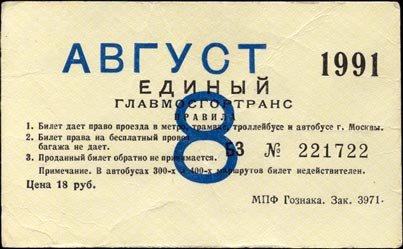 АВГУСТ 1991
ЕДИНЫЙ
ГЛАВМОСГОРТРАНС
ПРАВИЛА
8
1. Билет дает право проезда в метро, трамвае, троллейбусе и автобусе г. Москвы.
2. Билет права на бесплатный провоз
багажа не дает.
БЗ № 221722
3. Проданный билет обратно не принимается.
Примечание. В автобусах 300-х и 400-х маршрутов билет недействителен.
Цена 18 руб.
МПФ Гознака. Зак. 3971.